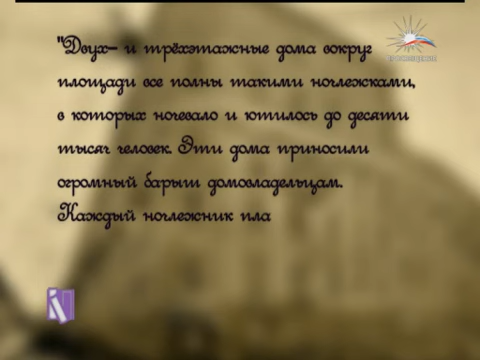 "Двух– и трёхэтажные дома вокруг
площади все полны такими ночлежками,
в которых ночевало и ютилось до десяти
тысяч человек. Эти дома приносили
огромный барыш домовладельцам.
Каждый ночлежник пла
ПРОСВЕЩЕНИЕ